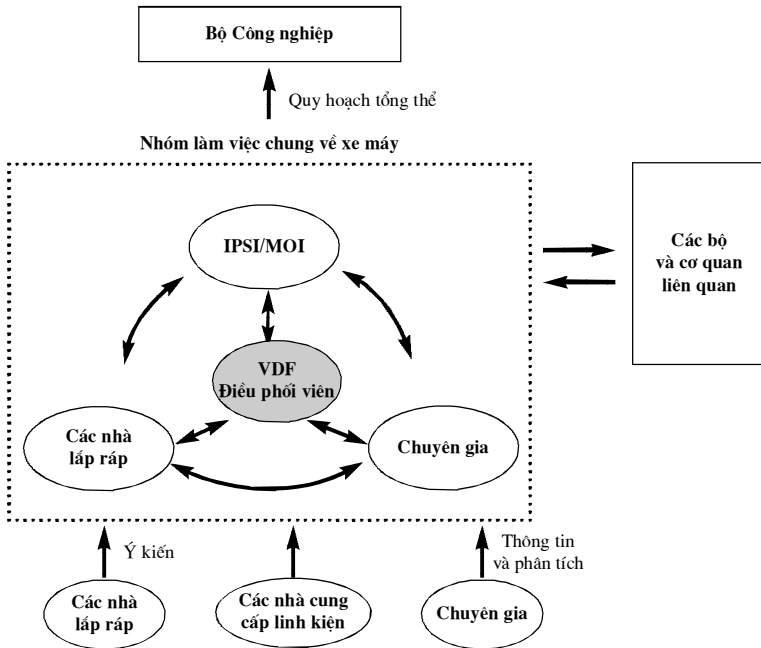 Bộ Công nghiệp
Quy hoạch tổng thể
Nhóm làm việc chung về xe máy
IPSI/MOI
Các bộ
và cơ quan
liên quan
VDF
Điều phối viên
Các nhà
lắp ráp
Chuyên gia
Ý kiến
Thông tin
và phân tích
Các nhà
lắp ráp
Các nhà cung
cấp linh kiện
Chuyên gia